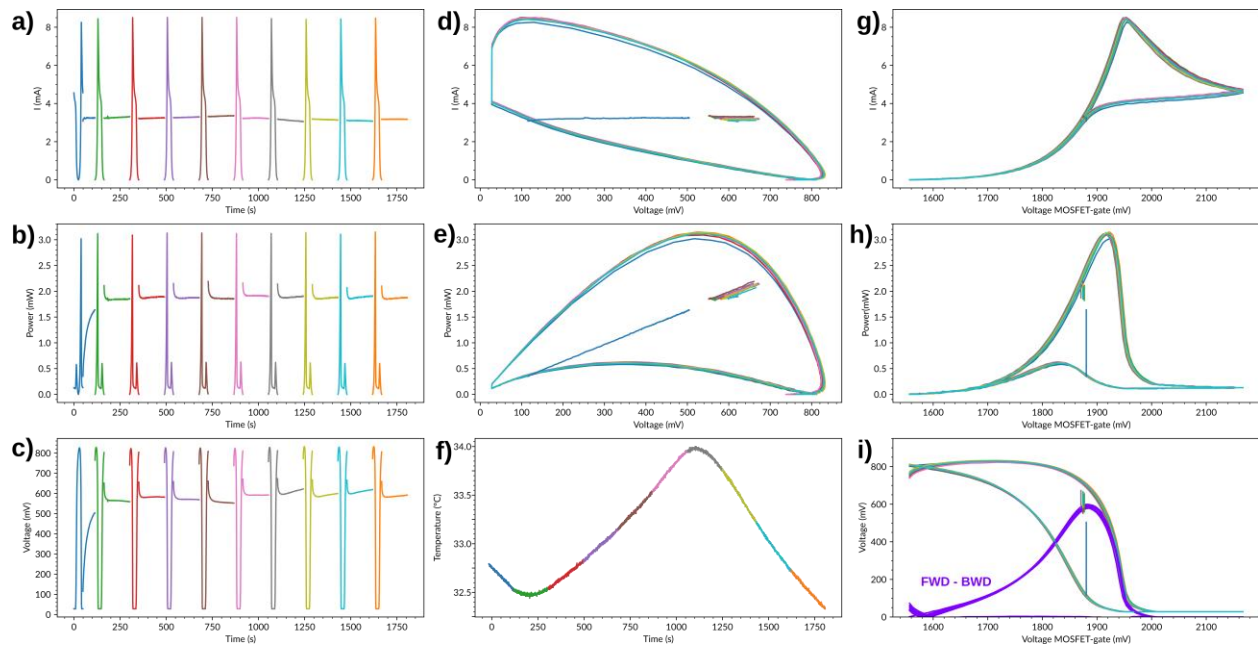 a)
8
6
4
2
0
I (mA)
0 250 500 750 1000 1250 1500 1750
Time (s)
d)
8
6
4
2
0
I (mA)
0 100 200 300 400 500 600 700 800
Voltage (mV)
g)
8
6
4
2
0
I (mA)
1600 1700 1800 1900 2000 2100
Voltage MOSFET-gate (mV)
b)
3.0
2.5
2.0
1.5
1.0
0.5
0.0
Power (mW)
0 250 500 750 1000 1250 1500 1750
Time (s)
e)
3.0
2.5
2.0
1.5
1.0
0.5
0.0
Power (mW)
0 100 200 300 400 500 600 700 800
Voltage (mV)
h)
3.0
2.5
2.0
1.5
1.0
0.5
0.0
Power(mW)
1600 1700 1800 1900 2000 2100
Voltage MOSFET-gate (mV)
c)
800
700
600
500
400
300
200
100
0
Voltage (mV)
0 250 500 750 1000 1250 1500 1750
Time (s)
f)
34.0
33.5
33.0
32.5
Temperature (°C)
0 250 500 750 1000 1250 1500 1750
Time (s)
i)
800
600
400
200
0
Voltage (mV)
FWD - BWD
1600 1700 1800 1900 2000 2100
Voltage MOSFET-gate (mV)